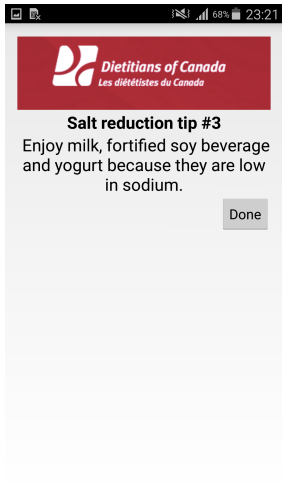 68% 23:21
Dietitians of Canada
Les diététistes du Canada
Salt reduction tip #3
Enjoy milk, fortified soy beverage
and yogurt because they are low
in sodium.
Done